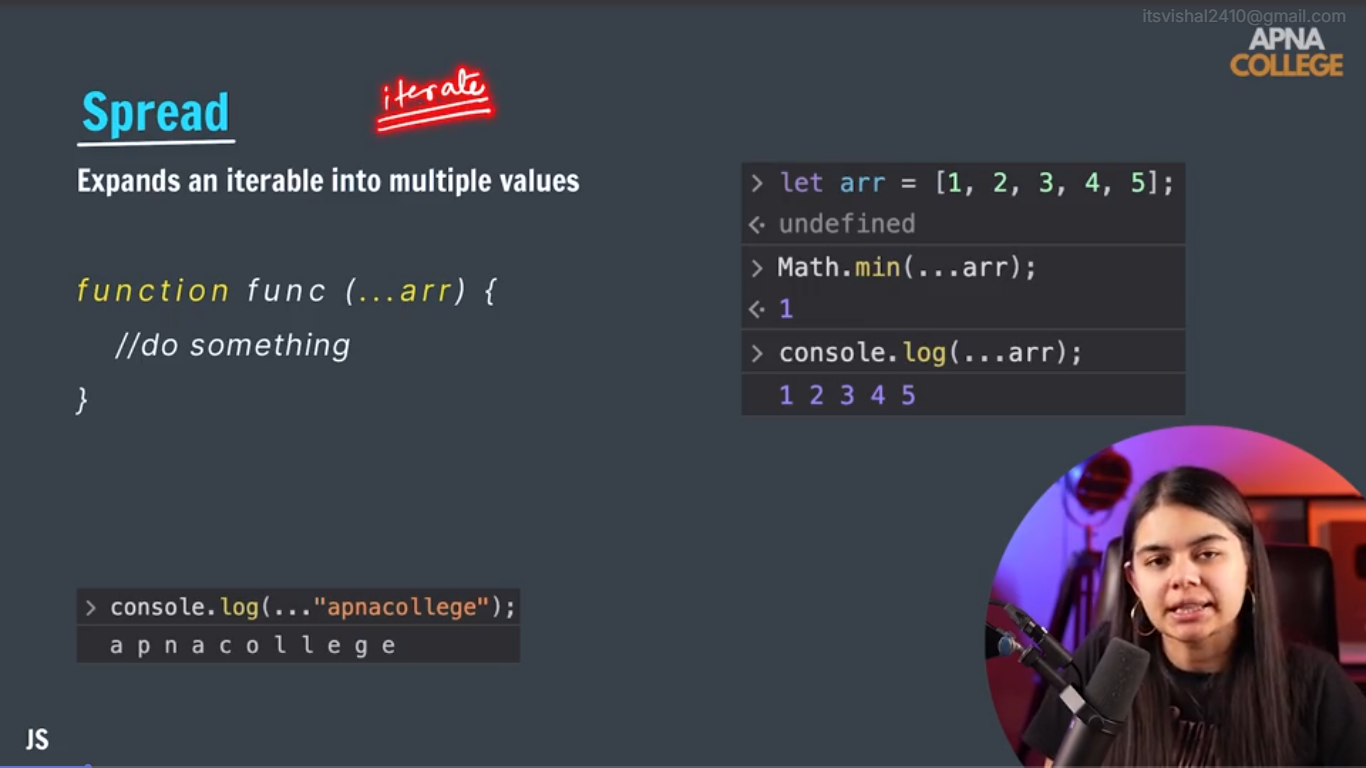 itsvishal2410@gmail.com
APNA
COLLEGE
Spread
iterate
Expands an iterable into multiple values
function func (...arr) {
//do something
}
> let arr = [1, 2, 3, 4, 5];
<· undefined
> Math.min(...arr);
<· 1
> console.log(...arr);
1 2 3 4 5
> console.log(..."apnacollege");
a p n a c o l l e g e
JS